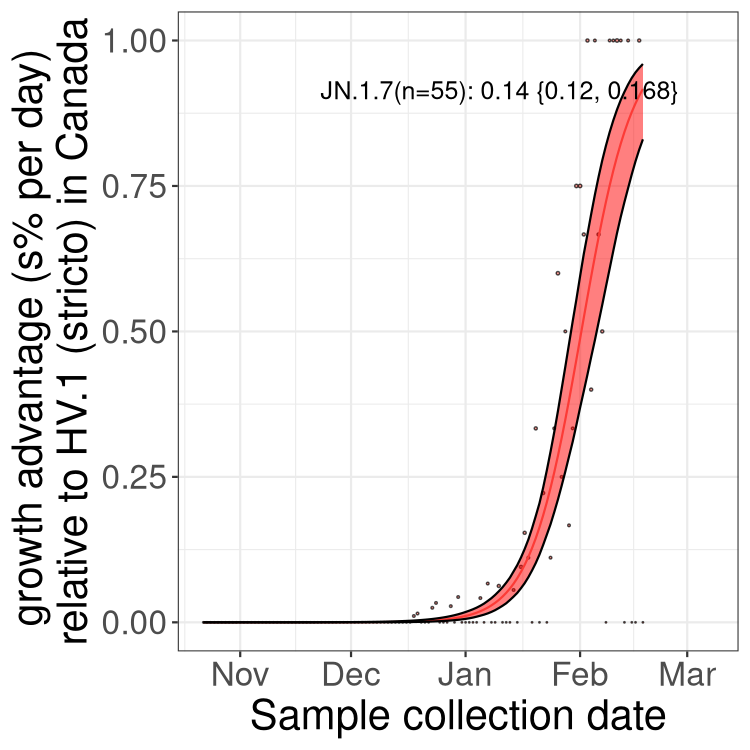 growth advantage (s% per day)
relative to HV.1 (stricto) in Canada
1.00
0.75
0.50
0.25
0.00
JN.1.7(n=55): 0.14 {0.12, 0.168}
Nov Dec Jan Feb Mar
Sample collection date